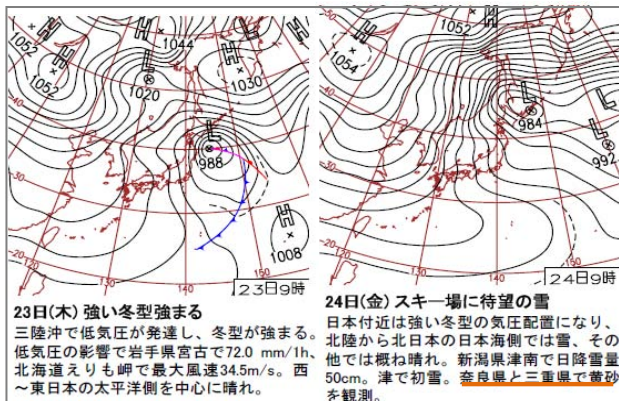 1052
H
1052
H
1044
H
L
1020
H
1030
L
988
H
1008
40
30
20
130
140
150
23日9時
23日(木) 強い冬型強まる
三陸沖で低気圧が発達し、冬型が強まる。
低気圧の影響で岩手県宮古で72.0 mm/1h、
北海道えりも岬で最大風速34.5m/s。西
～東日本の太平洋側を中心に晴れ。
50
H
1054
H
1052
L
984
L
992
40
30
20
130
140
150
24日9時
24日(金) スキー場に待望の雪
日本付近は強い冬型の気圧配置になり、
北陸から北日本の日本海側では雪、その
他では概ね晴れ。新潟県津南で日降雪量
50cm。津で初雪。奈良県と三重県で黄砂
を観測。